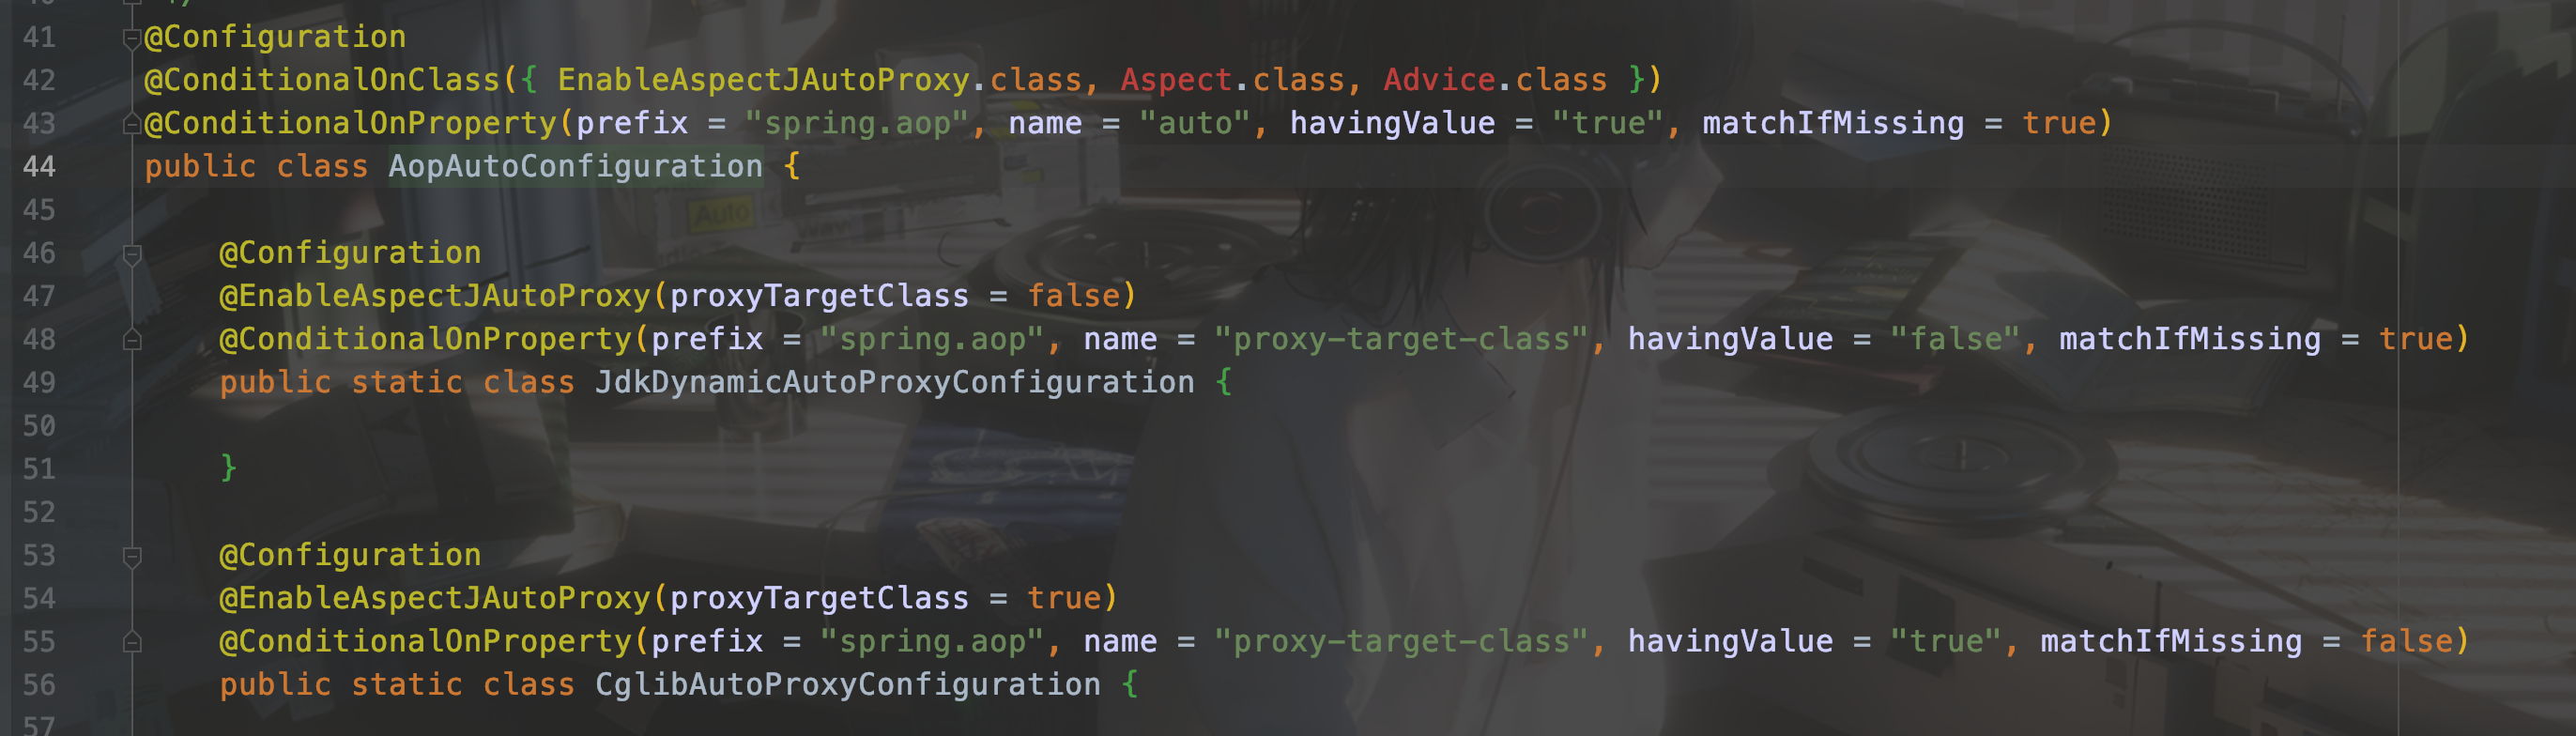 */
41 @Configuration
42 @ConditionalOnClass({ EnableAspectJAutoProxy.class, Aspect.class, Advice.class })
43 @ConditionalOnProperty(prefix = "spring.aop", name = "auto", havingValue = "true", matchIfMissing = true)
44 public class AopAutoConfiguration {
45
46 @Configuration
47 @EnableAspectJAutoProxy(proxyTargetClass = false)
48 @ConditionalOnProperty(prefix = "spring.aop", name = "proxy-target-class", havingValue = "false", matchIfMissing = true)
49 public static class JdkDynamicAutoProxyConfiguration {
50
51 }
52
53 @Configuration
54 @EnableAspectJAutoProxy(proxyTargetClass = true)
55 @ConditionalOnProperty(prefix = "spring.aop", name = "proxy-target-class", havingValue = "true", matchIfMissing = false)
56 public static class CglibAutoProxyConfiguration {
57
Auto